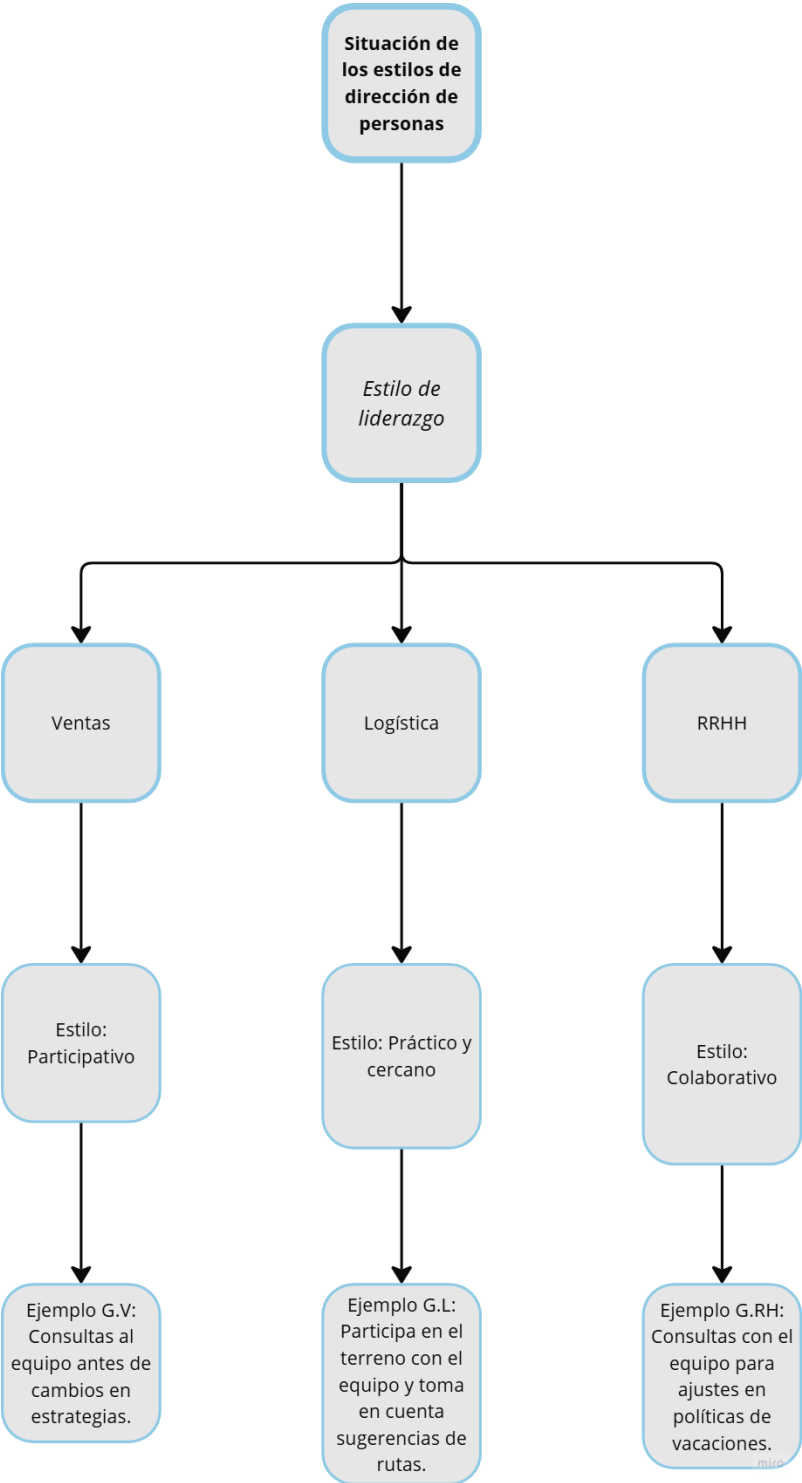 Situación de
los estilos de
dirección de
personas
Estilo de
liderazgo
Ventas
Logística
RRHH
Estilo:
Participativo
Estilo: Práctico y
cercano
Estilo:
Colaborativo
Ejemplo G.V:
Consultas al
equipo antes de
cambios en
estrategias.
Ejemplo G.L:
Participa en el
terreno con el
equipo y toma
en cuenta
sugerencias de
rutas.
Ejemplo G.RH:
Consultas con el
equipo para
ajustes en
políticas de
vacaciones.
miro